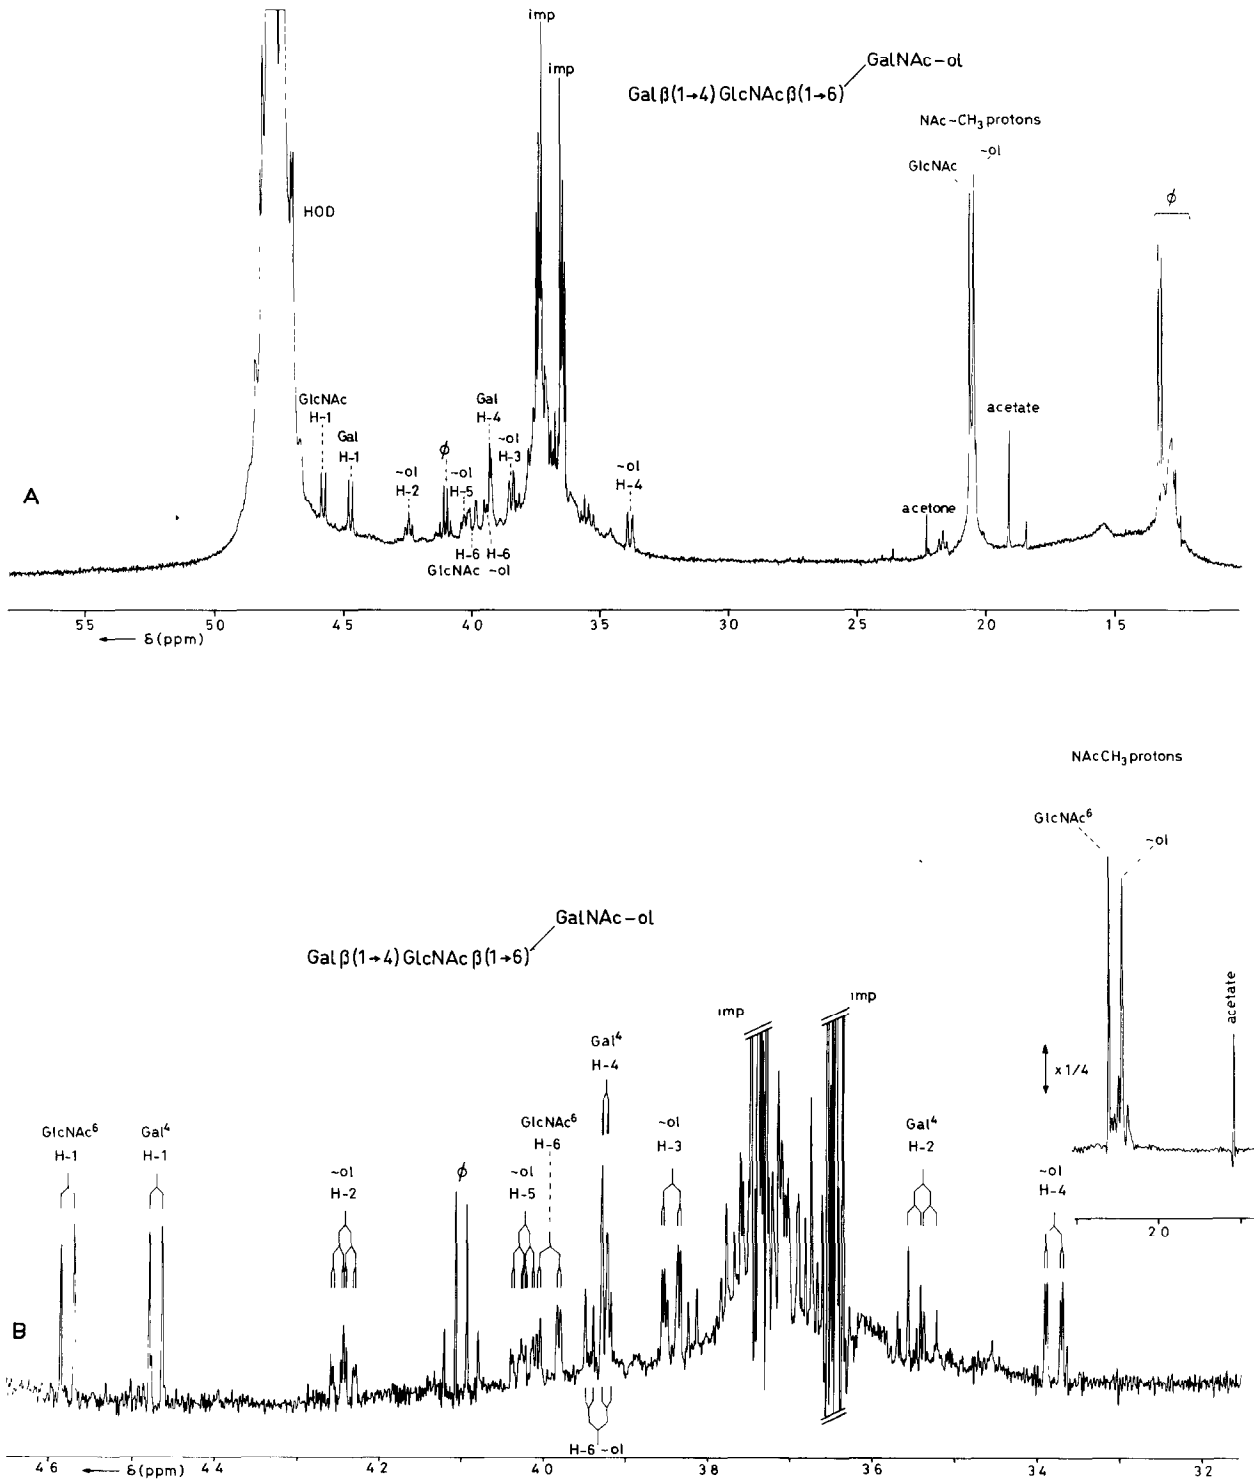 imp
imp
GalNAc-ol
Galβ(1→4)GlcNAcβ(1→6)
NAc-CH₃ protons
GlcNAc
~ol
ϕ
HOD
GlcNAc
H-1
Gal
H-1
~ol
H-2
ϕ
~ol
H-5
Gal
H-4
~ol
H-3
~ol
H-4
acetate
acetone
A
H-6 H-6
GlcNAc ~ol
5.5 5.0 4.5 4.0 3.5 3.0 2.5 2.0 1.5
← δ(ppm)
NAcCH₃ protons
GlcNAc⁶
~ol
GalNAc-ol
Galβ(1→4)GlcNAcβ(1→6)
imp
imp
acetate
x 1/4
Gal⁴
H-4
GlcNAc⁶
H-1
Gal⁴
H-1
~ol
H-2
ϕ
~ol
H-5
GlcNAc⁶
H-6
~ol
H-3
Gal⁴
H-2
~ol
H-4
2.0
B
H-6 ~ol
4.6 ← δ(ppm) 4.4 4.2 4.0 3.8 3.6 3.4 3.2